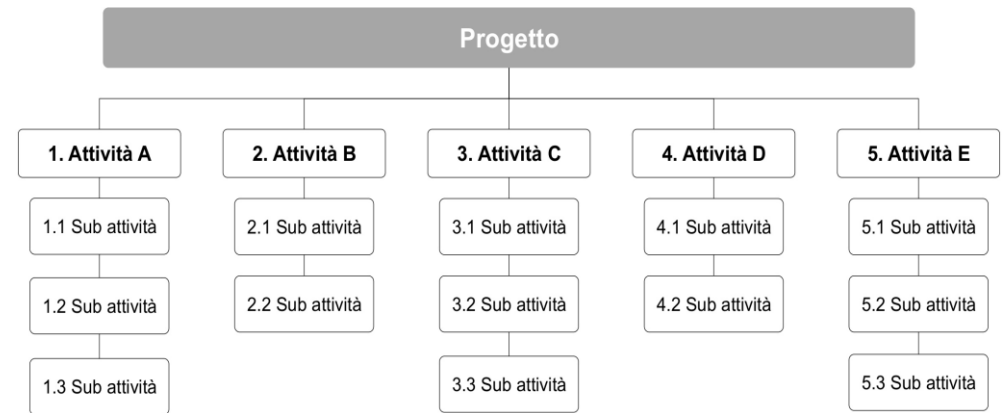 Progetto
1. Attività A
2. Attività B
3. Attività C
4. Attività D
5. Attività E
1.1 Sub attività
2.1 Sub attività
3.1 Sub attività
4.1 Sub attività
5.1 Sub attività
1.2 Sub attività
2.2 Sub attività
3.2 Sub attività
4.2 Sub attività
5.2 Sub attività
1.3 Sub attività
3.3 Sub attività
5.3 Sub attività